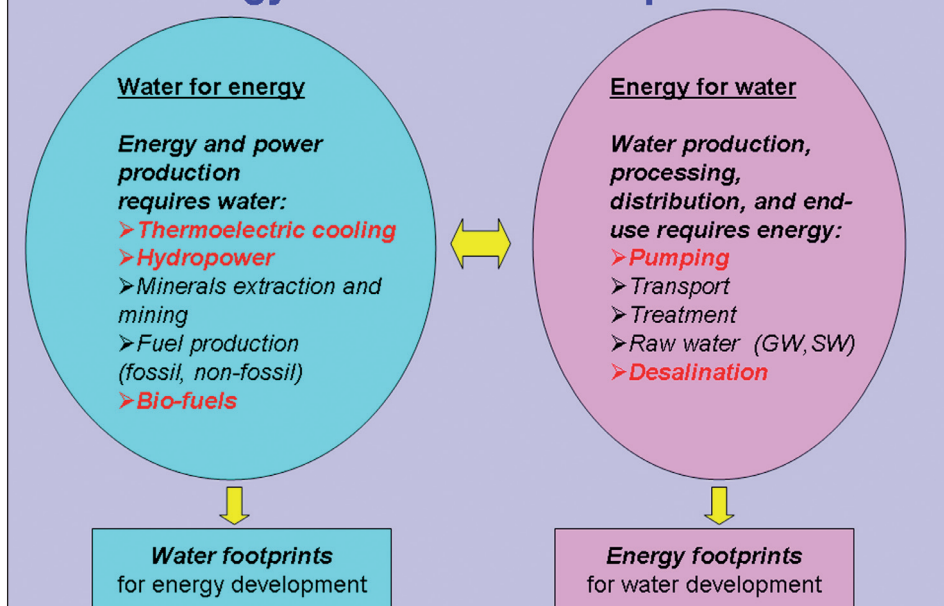 Water for energy
Energy and power
production
requires water:
➢Thermoelectric cooling
➢Hydropower
➢Minerals extraction and
mining
➢Fuel production
(fossil, non-fossil)
➢Bio-fuels
Water footprints
for energy development
Energy for water
Water production,
processing,
distribution, and end-
use requires energy:
➢Pumping
➢Transport
➢Treatment
➢Raw water (GW,SW)
➢Desalination
Energy footprints
for water development